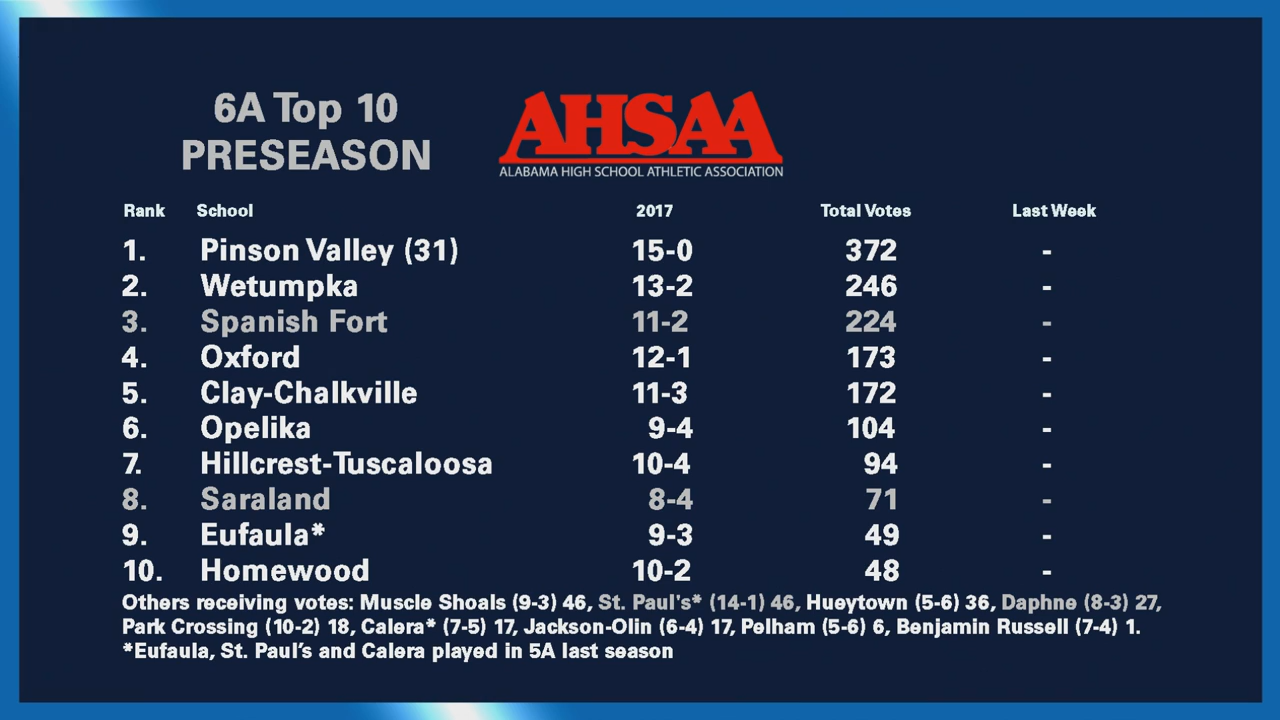 6A Top 10
PRESEASON
AHSAA
ALABAMA HIGH SCHOOL ATHLETIC ASSOCIATION
Rank School 2017 Total Votes Last Week
1. Pinson Valley (31) 15-0 372 -
2. Wetumpka 13-2 246 -
3. Spanish Fort 11-2 224 -
4. Oxford 12-1 173 -
5. Clay-Chalkville 11-3 172 -
6. Opelika 9-4 104 -
7. Hillcrest-Tuscaloosa 10-4 94 -
8. Saraland 8-4 71 -
9. Eufaula* 9-3 49 -
10. Homewood 10-2 48 -
Others receiving votes: Muscle Shoals (9-3) 46, St. Paul's* (14-1) 46, Hueytown (5-6) 36, Daphne (8-3) 27,
Park Crossing (10-2) 18, Calera* (7-5) 17, Jackson-Olin (6-4) 17, Pelham (5-6) 6, Benjamin Russell (7-4) 1.
*Eufaula, St. Paul’s and Calera played in 5A last season